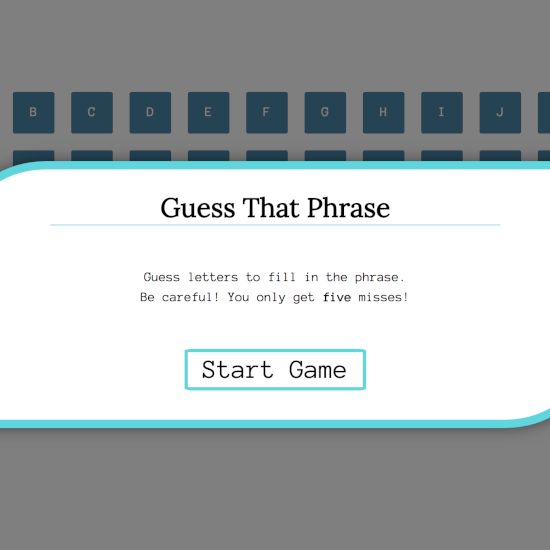 B C D E F G H I J
Guess That Phrase
Guess letters to fill in the phrase.
Be careful! You only get five misses!
Start Game